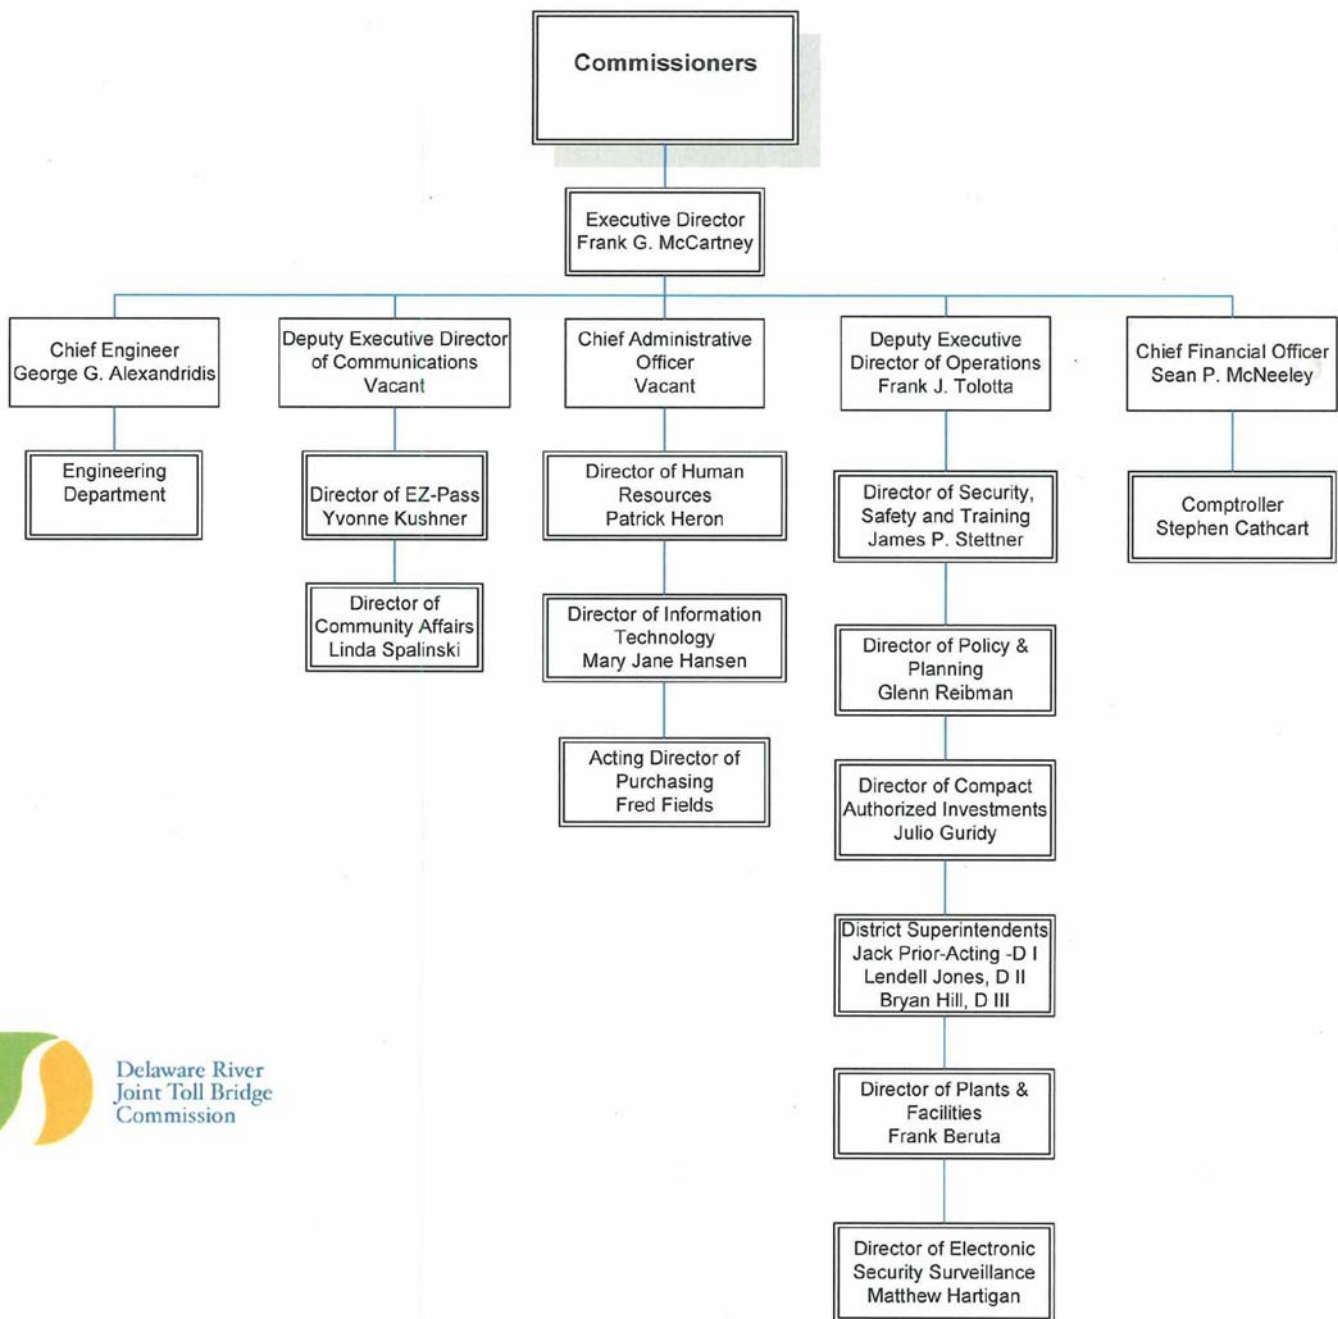 Commissioners
Executive Director
Frank G. McCartney
Chief Engineer
George G. Alexandridis
Deputy Executive Director
of Communications
Vacant
Chief Administrative
Officer
Vacant
Deputy Executive
Director of Operations
Frank J. Tolotta
Chief Financial Officer
Sean P. McNeeley
Engineering
Department
Director of EZ-Pass
Yvonne Kushner
Director of Human
Resources
Patrick Heron
Director of Security,
Safety and Training
James P. Stettner
Comptroller
Stephen Cathcart
Director of
Community Affairs
Linda Spalinski
Director of Information
Technology
Mary Jane Hansen
Director of Policy &
Planning
Glenn Reibman
Acting Director of
Purchasing
Fred Fields
Director of Compact
Authorized Investments
Julio Guridy
District Superintendents
Jack Prior-Acting -D I
Lendell Jones, D II
Bryan Hill, D III
Director of Plants &
Facilities
Frank Beruta
Director of Electronic
Security Surveillance
Matthew Hartigan
Delaware River
Joint Toll Bridge
Commission